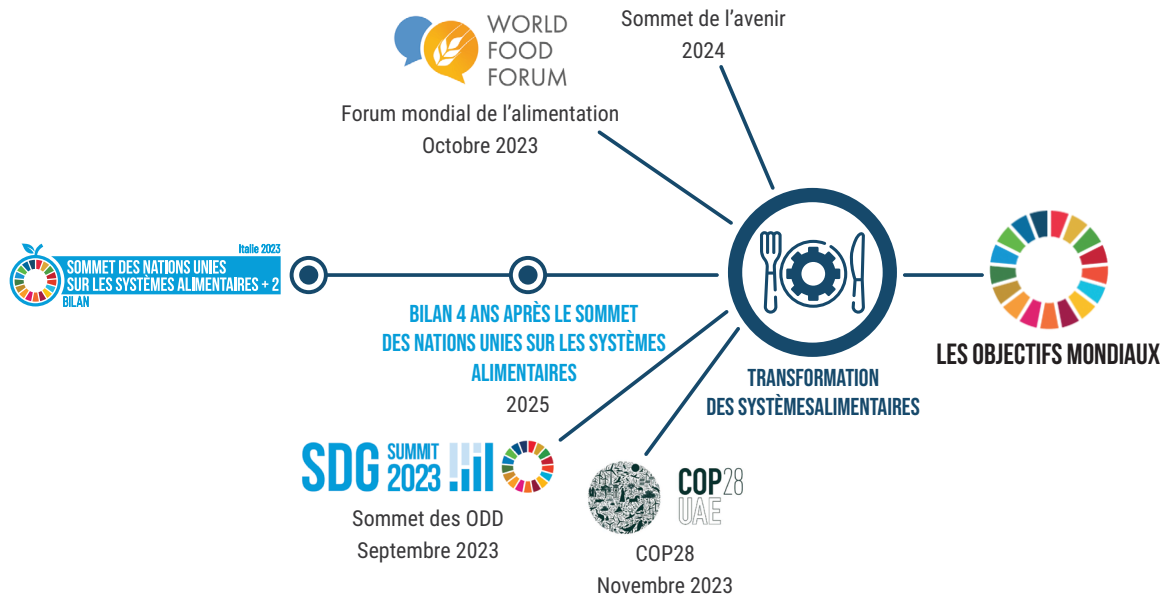 WORLD
FOOD
FORUM
Forum mondial de l’alimentation
Octobre 2023
Sommet de l’avenir
2024
Italie 2023
SOMMET DES NATIONS UNIES
SUR LES SYSTÈMES ALIMENTAIRES + 2
BILAN
BILAN 4 ANS APRÈS LE SOMMET
DES NATIONS UNIES SUR LES SYSTÈMES
ALIMENTAIRES
2025
TRANSFORMATION
DES SYSTÈMESALIMENTAIRES
LES OBJECTIFS MONDIAUX
SDG SUMMIT
2023
Sommet des ODD
Septembre 2023
COP28
UAE
COP28
Novembre 2023